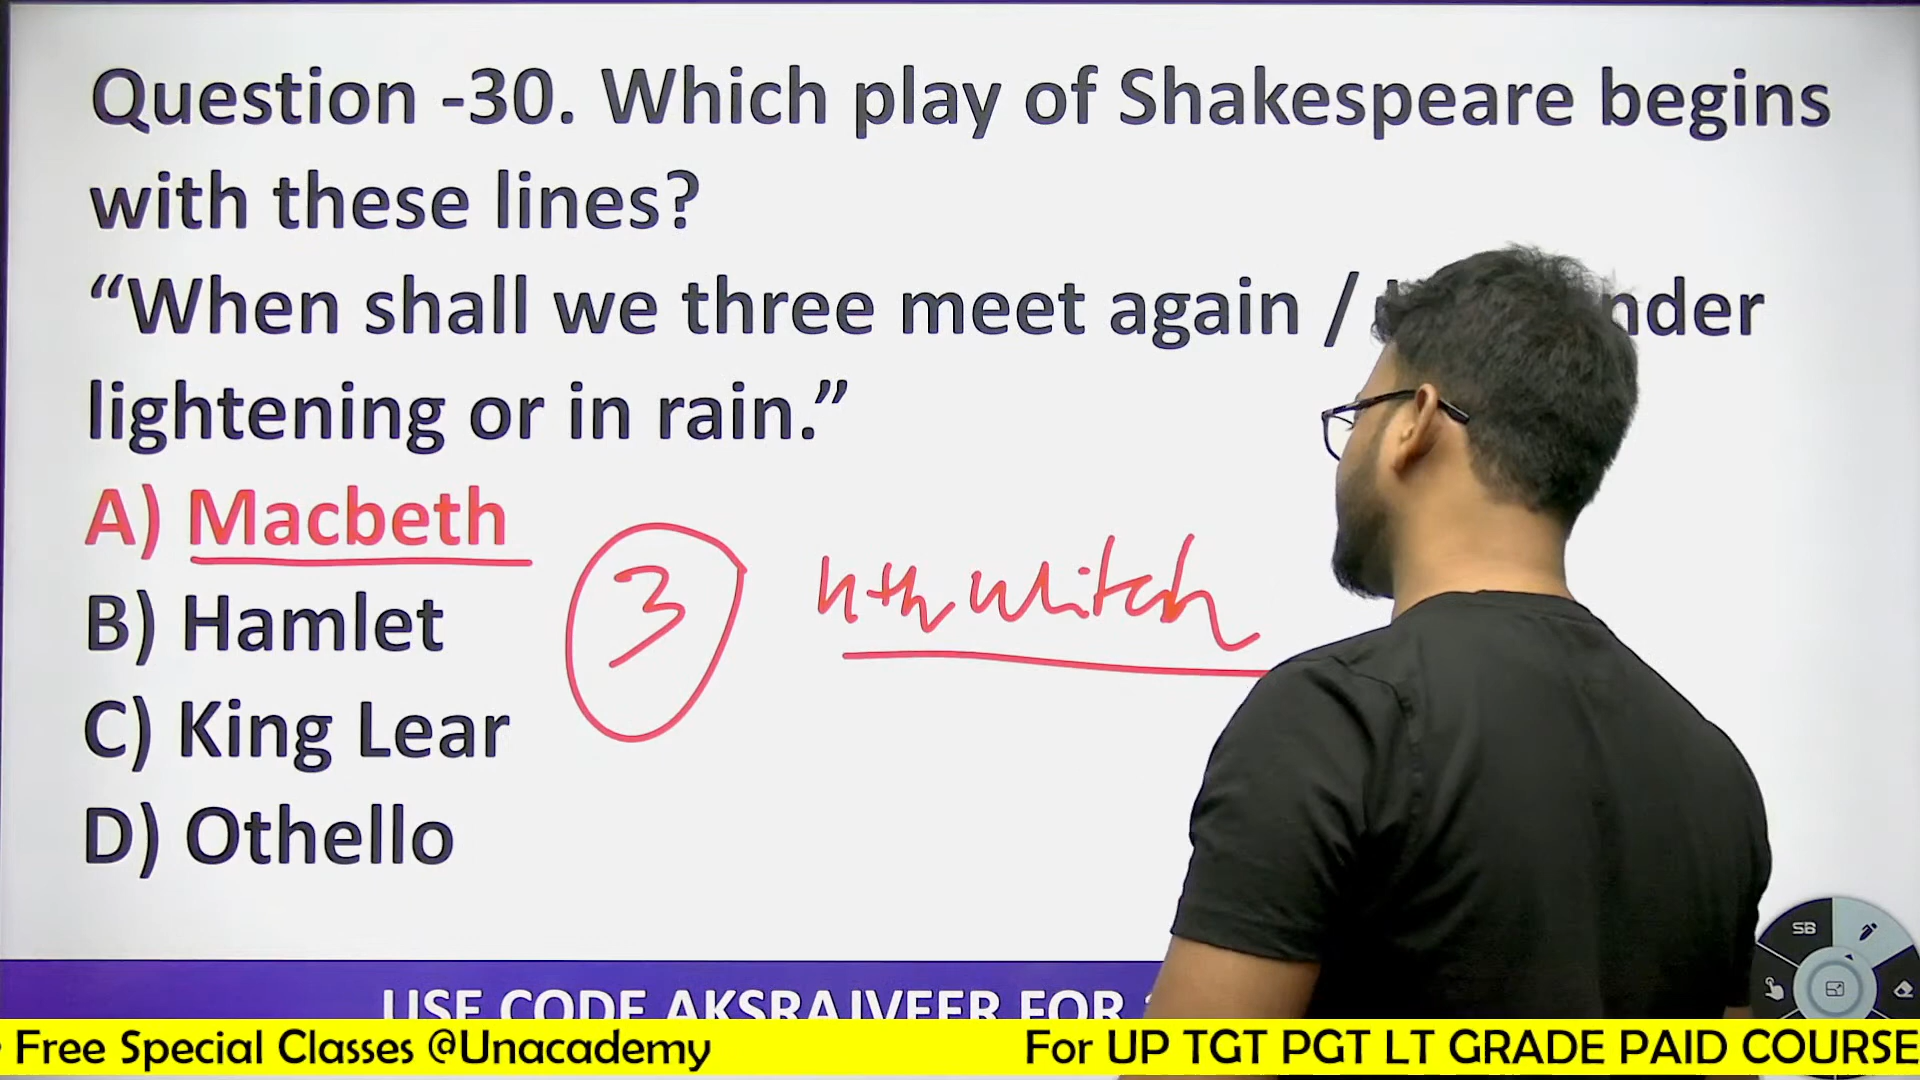 Question -30. Which play of Shakespeare begins
with these lines?
“When shall we three meet again /
lightening or in rain.”
A) Macbeth
B) Hamlet
C) King Lear
D) Othello
3 witch
SB
USE CODE AKSRAJVEER FOR
Free Special Classes @Unacademy For UP TGT PGT LT GRADE PAID COURSE